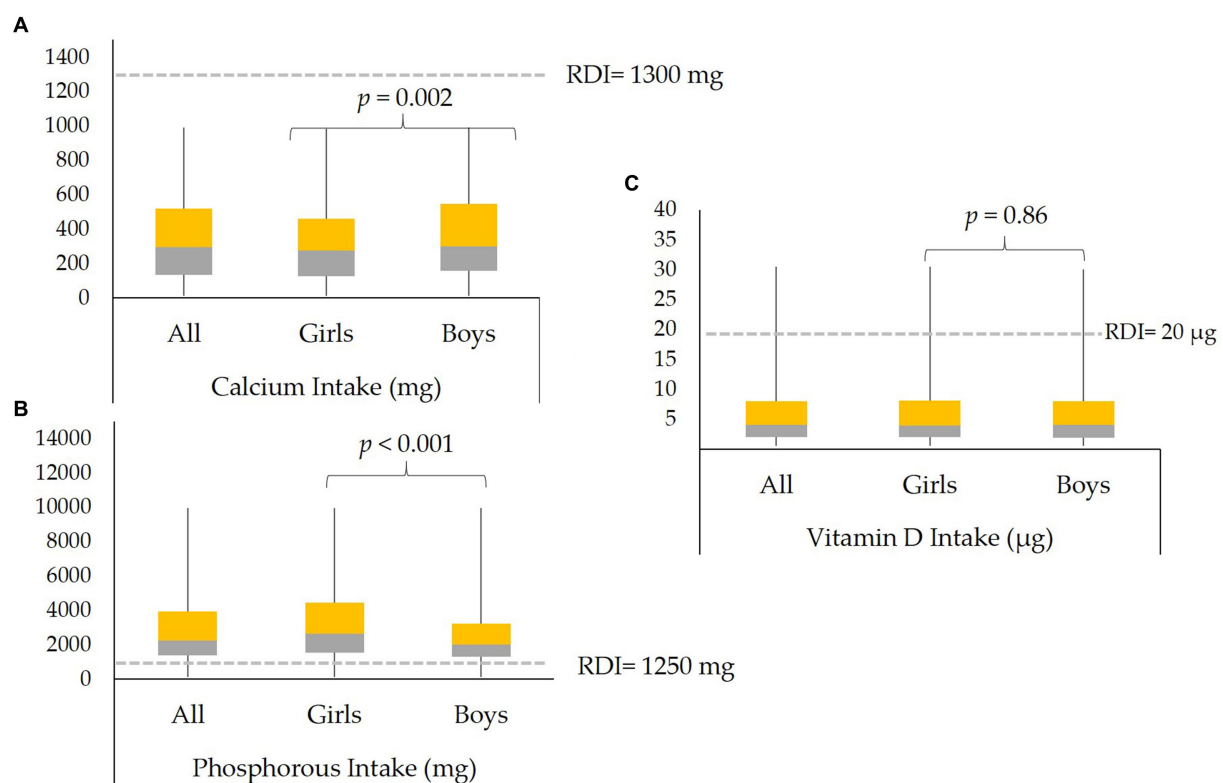 A
1400
1200
1000
800
600
400
200
0
RDI= 1300 mg
p = 0.002
All Girls Boys
Calcium Intake (mg)
B
14000
12000
10000
8000
6000
4000
2000
0
p < 0.001
RDI= 1250 mg
All Girls Boys
Phosphorous Intake (mg)
C
40
35
30
25
20
15
10
5
p = 0.86
RDI= 20 µg
All Girls Boys
Vitamin D Intake (µg)